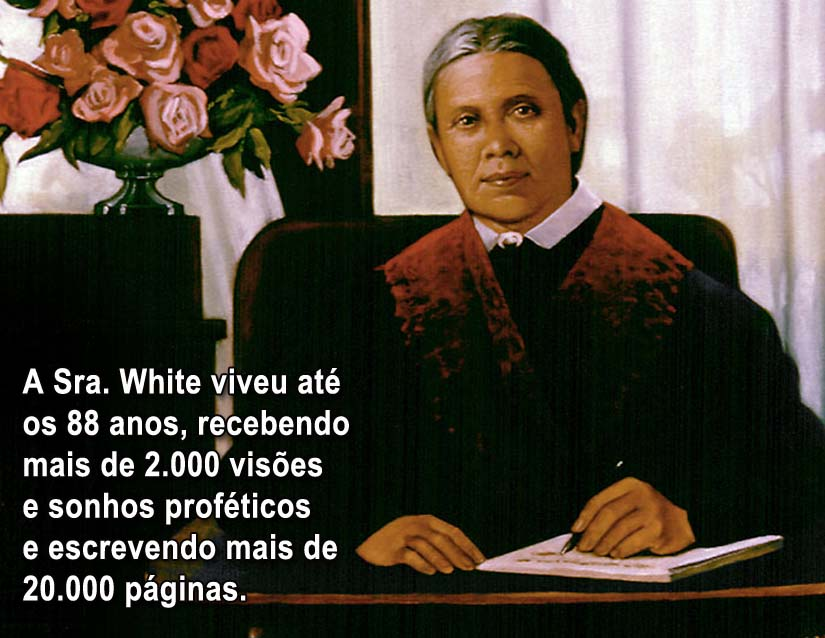 A Sra. White viveu até
os 88 anos, recebendo
mais de 2.000 visões
e sonhos proféticos
e escrevendo mais de
20.000 páginas.